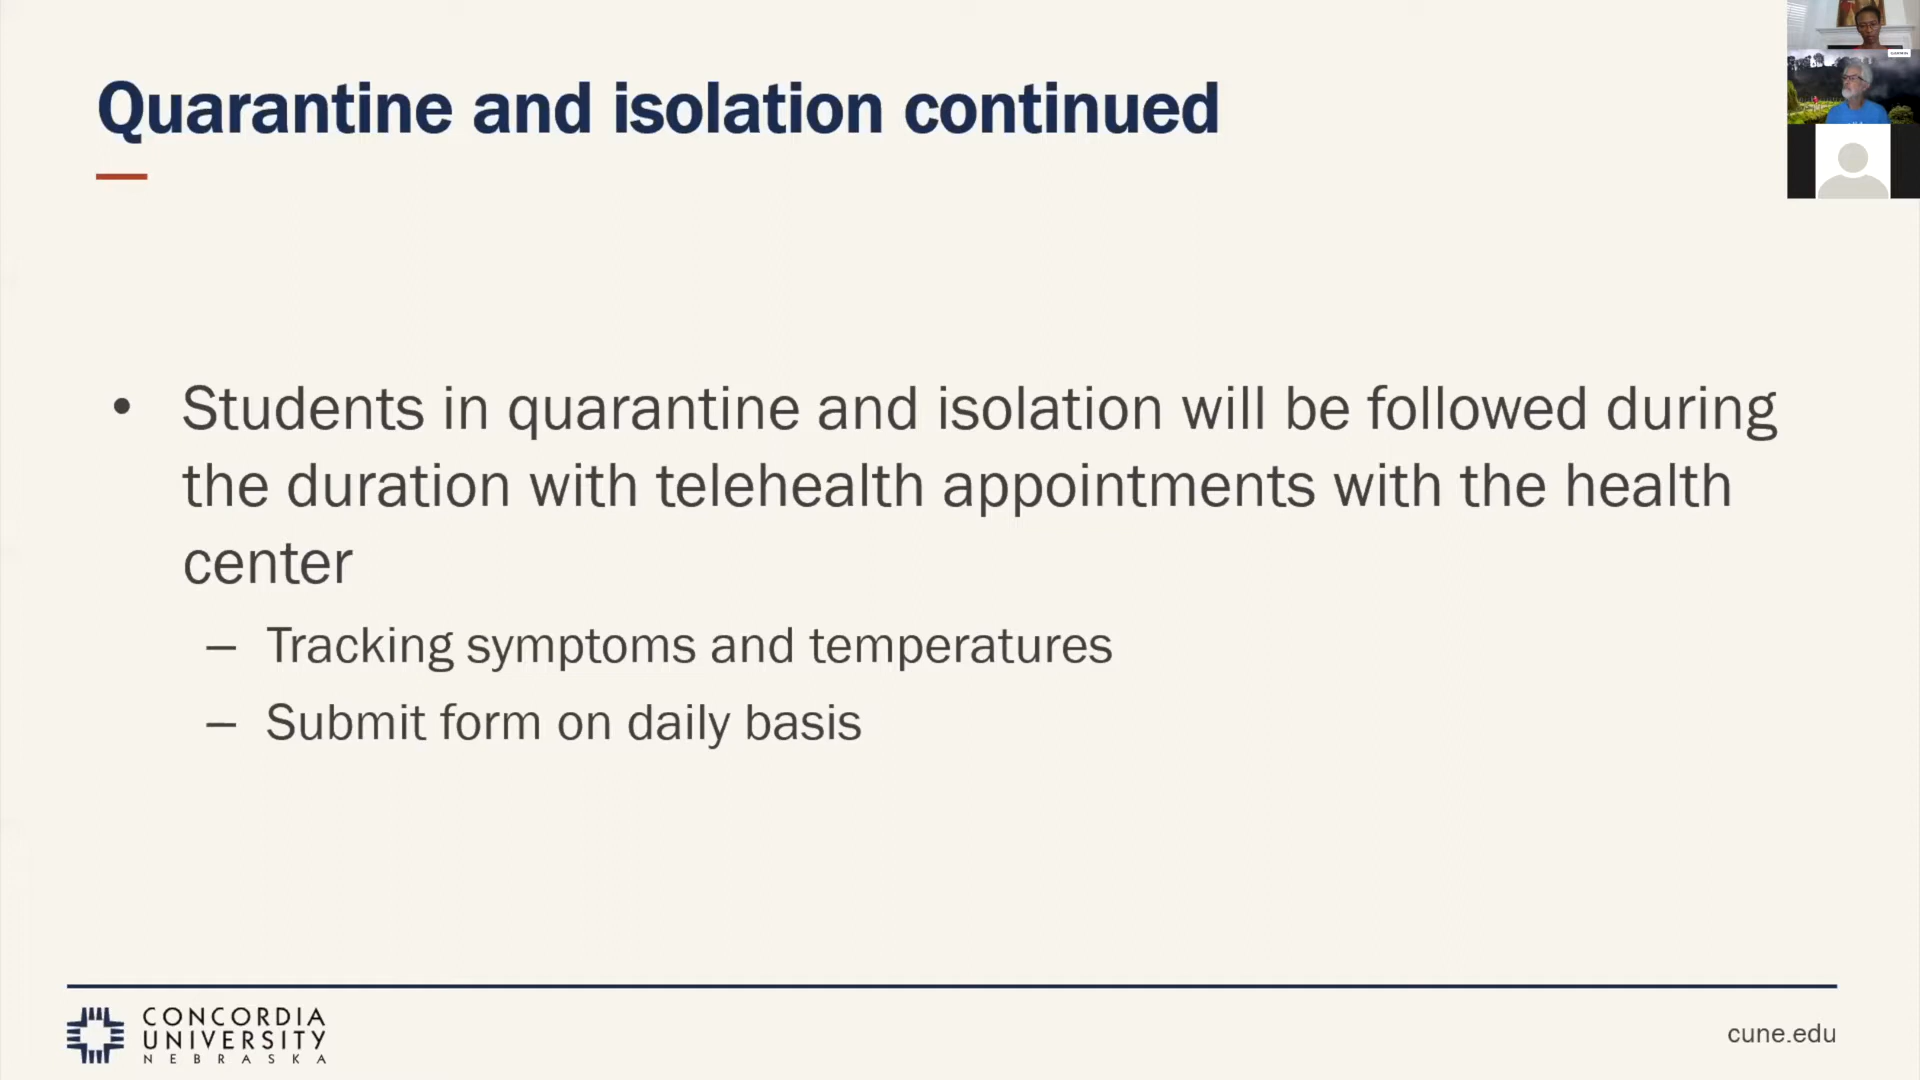 Quarantine and isolation continued
• Students in quarantine and isolation will be followed during
the duration with telehealth appointments with the health
center
– Tracking symptoms and temperatures
– Submit form on daily basis
CONCORDIA
UNIVERSITY
NEBRASKA
cune.edu